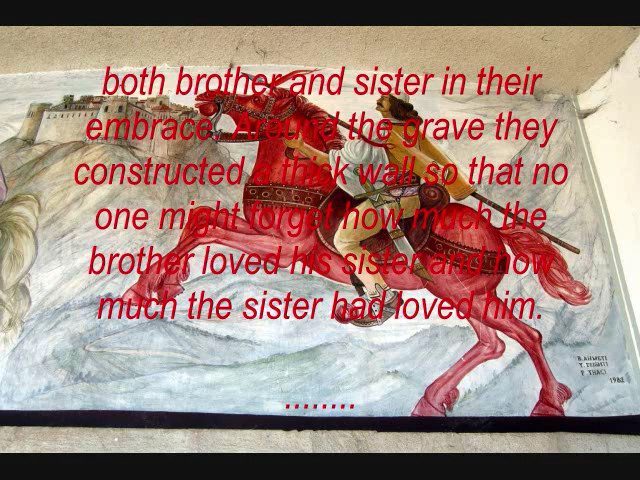 both brother and sister in their
embrace. Around the grave they
constructed a thick wall so that no
one might forget how much the
brother loved his sister and how
much the sister had loved him.
........
1983